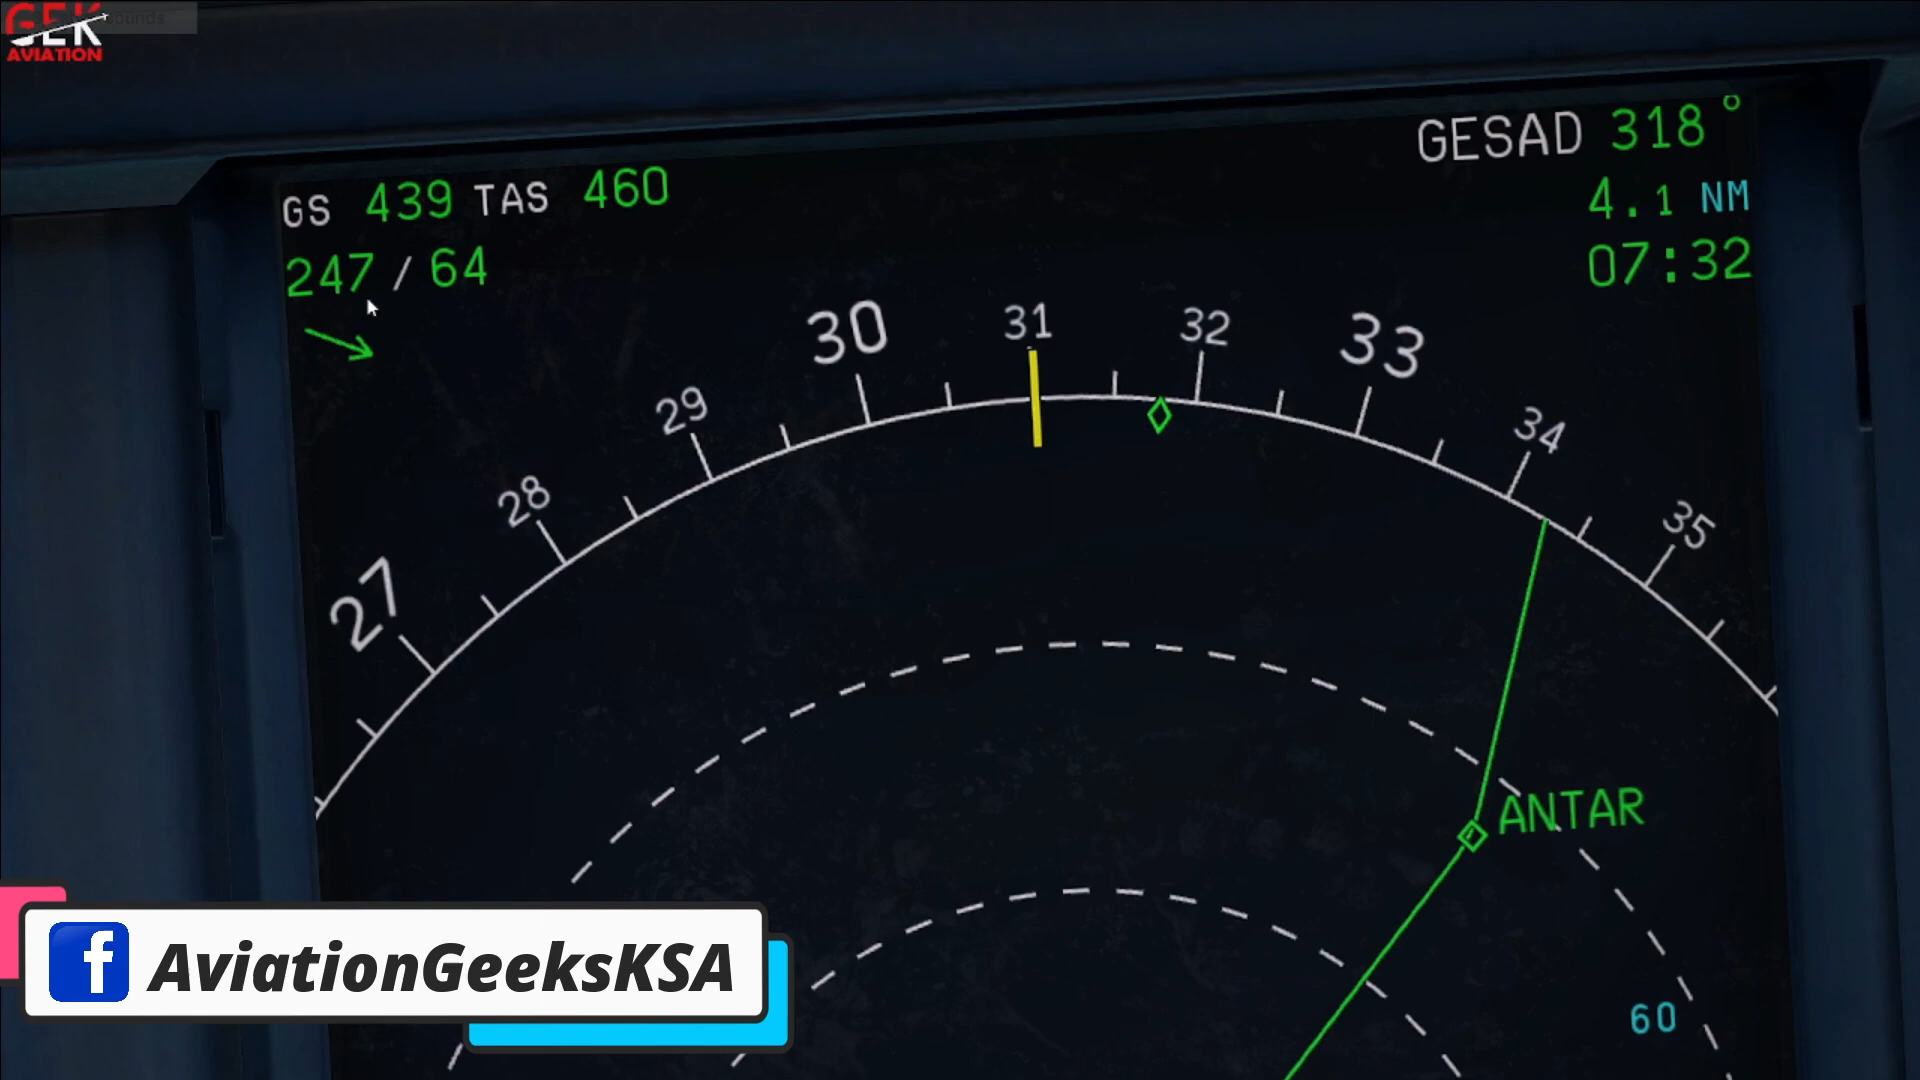 GEK
AVIATION
GS 439 TAS 460
247 / 64
GESAD 318°
4.1 NM
07:32
27
28
29
30
31
32
33
34
35
ANTAR
60
AviationGeeksKSA